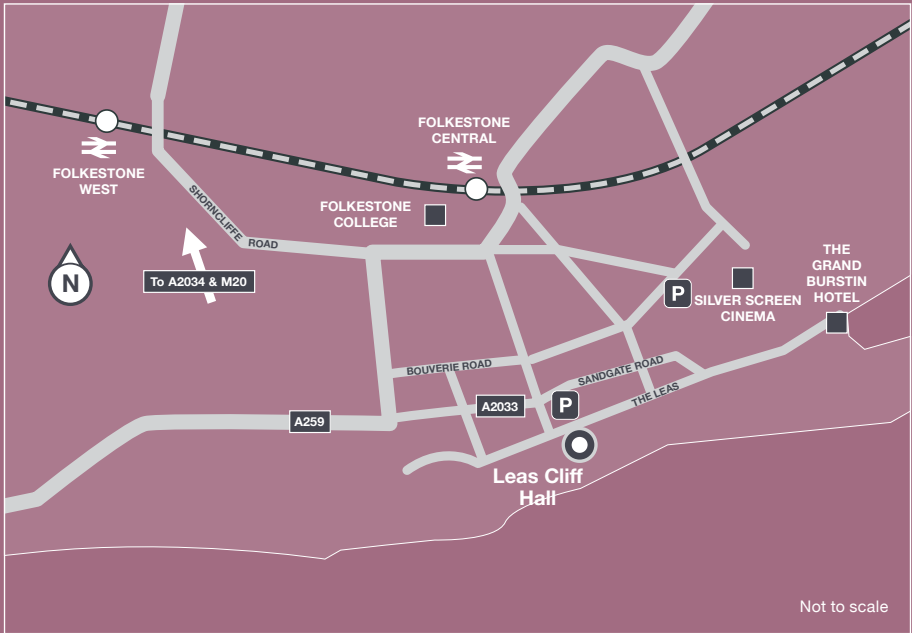 FOLKESTONE
CENTRAL
FOLKESTONE
WEST
SHORNCLIFFE
ROAD
FOLKESTONE
COLLEGE
N
To A2034 & M20
THE
GRAND
BURSTIN
HOTEL
P
SILVER SCREEN
CINEMA
BOUVERIE ROAD
SANDGATE ROAD
THE LEAS
A2033
P
A259
Leas Cliff
Hall
Not to scale